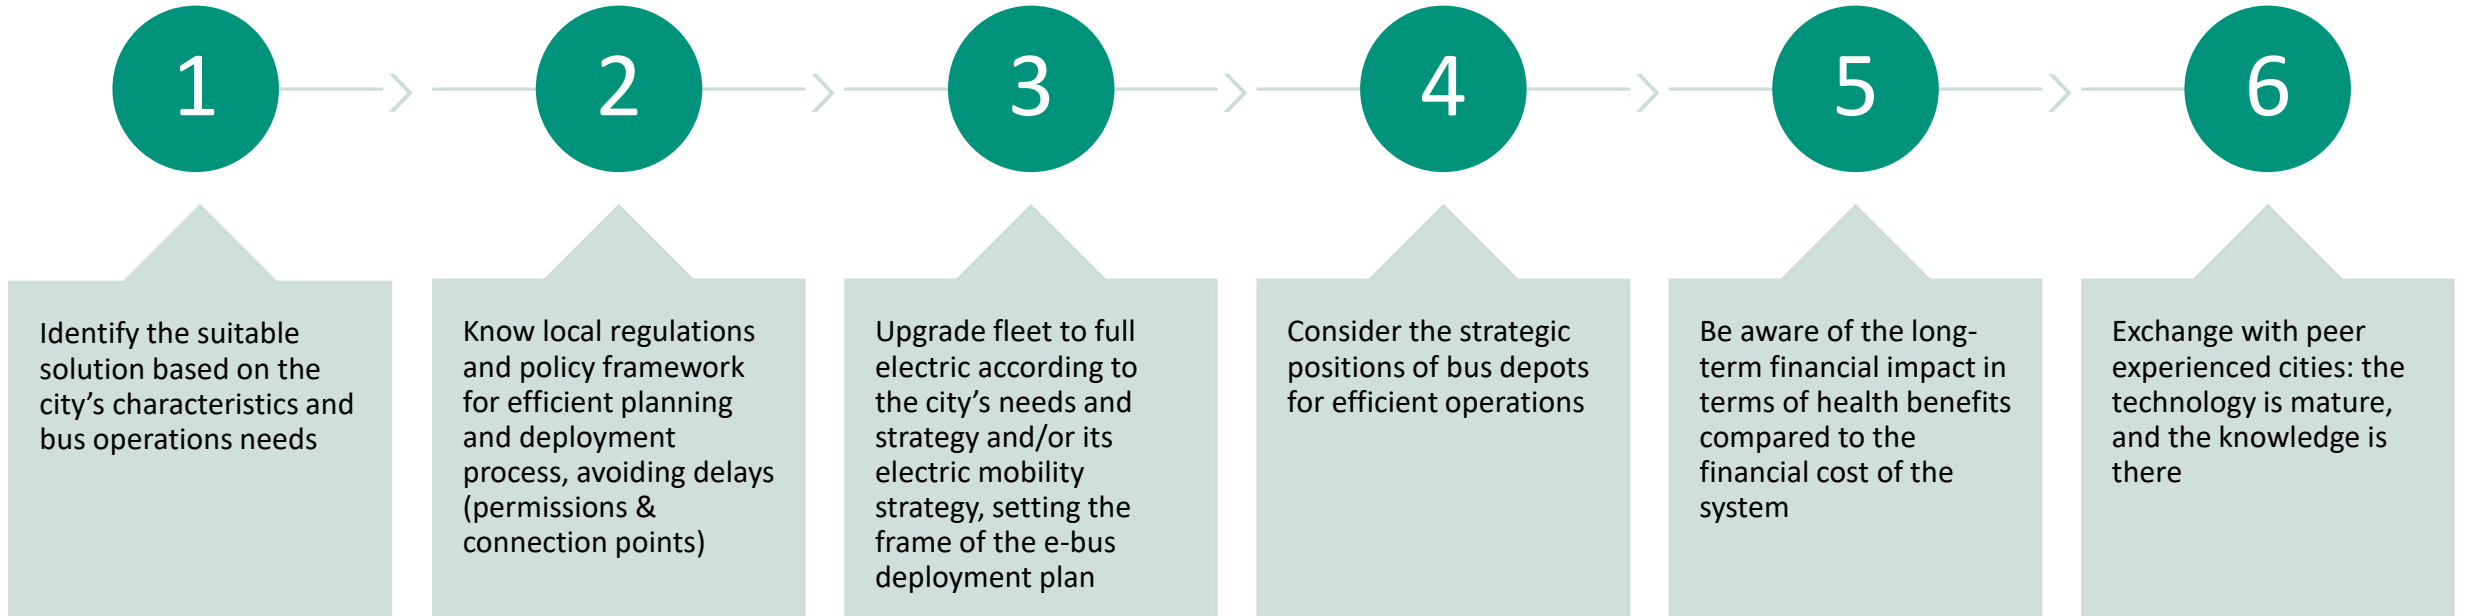 1
Identify the suitable
solution based on the
city’s characteristics and
bus operations needs
2
Know local regulations
and policy framework
for efficient planning
and deployment
process, avoiding delays
(permissions &
connection points)
3
Upgrade fleet to full
electric according to
the city’s needs and
strategy and/or its
electric mobility
strategy, setting the
frame of the e-bus
deployment plan
4
Consider the strategic
positions of bus depots
for efficient operations
5
Be aware of the long-
term financial impact in
terms of health benefits
compared to the
financial cost of the
system
6
Exchange with peer
experienced cities: the
technology is mature,
and the knowledge is
there